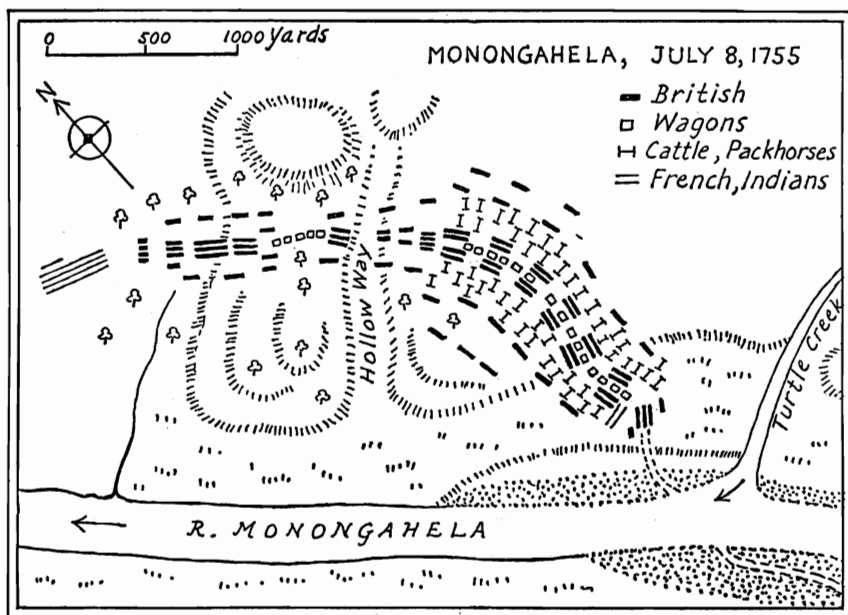 0 500 1000 Yards
MONONGAHELA, JULY 8, 1755
British
Wagons
Cattle, Packhorses
French, Indians
N
Hollow Way
Turtle Creek
R. MONONGAHELA